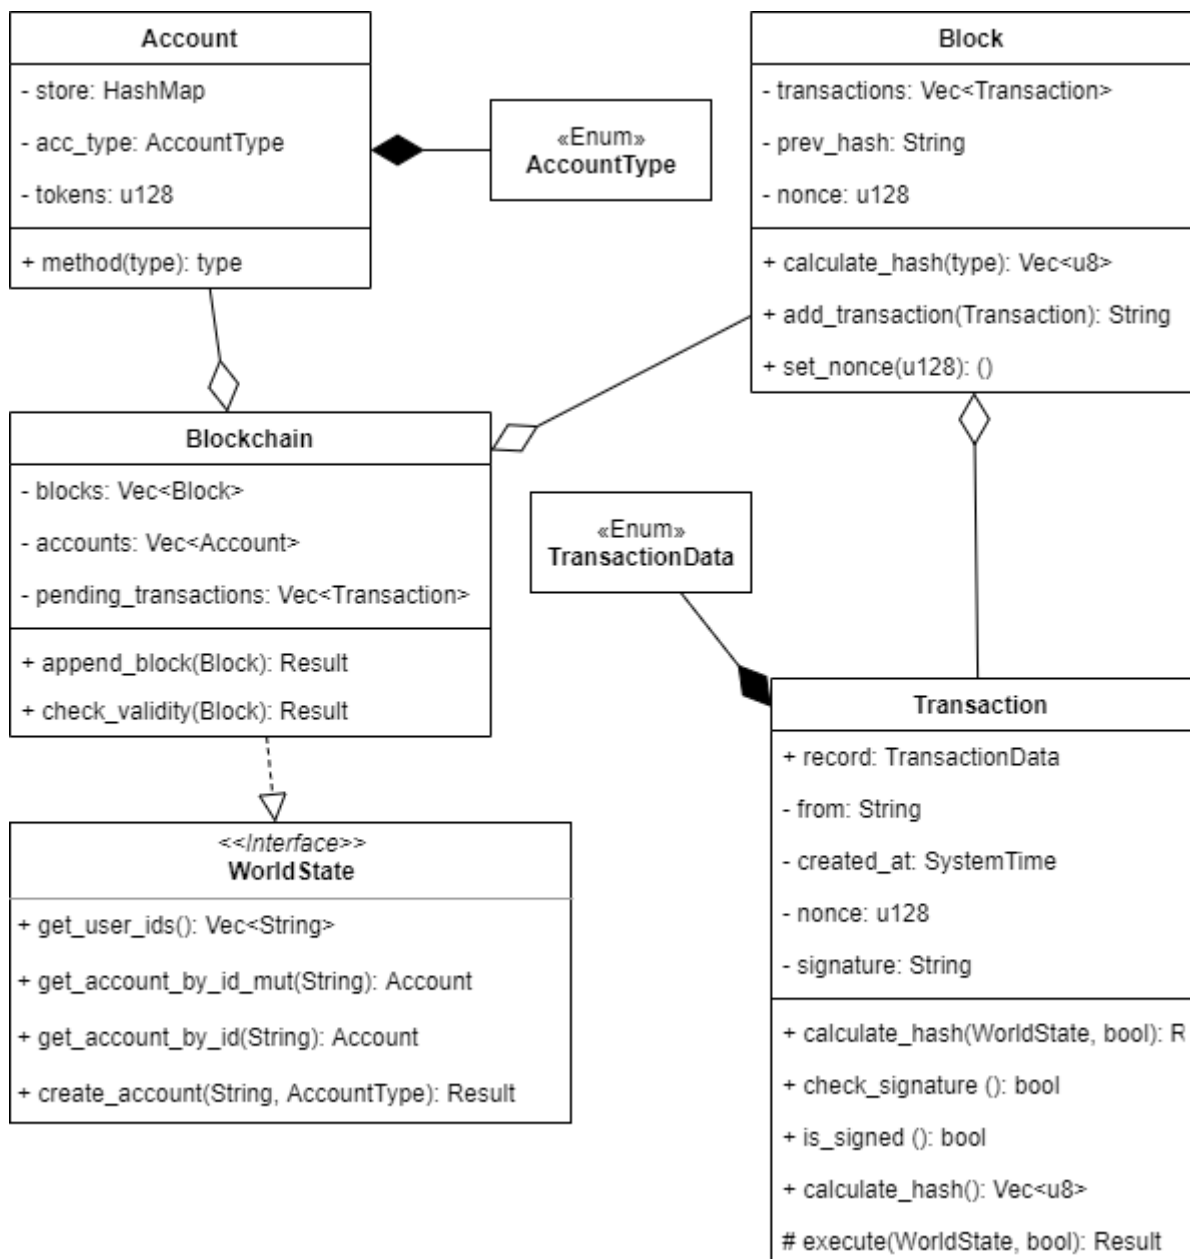 Account
- store: HashMap
- acc_type: AccountType
- tokens: u128
+ method(type): type
«Enum»
AccountType
Block
- transactions: Vec<Transaction>
- prev_hash: String
- nonce: u128
+ calculate_hash(type): Vec<u8>
+ add_transaction(Transaction): String
+ set_nonce(u128): ()
Blockchain
- blocks: Vec<Block>
- accounts: Vec<Account>
- pending_transactions: Vec<Transaction>
+ append_block(Block): Result
+ check_validity(Block): Result
«Enum»
TransactionData
<<Interface>>
WorldState
+ get_user_ids(): Vec<String>
+ get_account_by_id_mut(String): Account
+ get_account_by_id(String): Account
+ create_account(String, AccountType): Result
Transaction
+ record: TransactionData
- from: String
- created_at: SystemTime
- nonce: u128
- signature: String
+ calculate_hash(WorldState, bool): R
+ check_signature (): bool
+ is_signed (): bool
+ calculate_hash(): Vec<u8>
# execute(WorldState, bool): Result